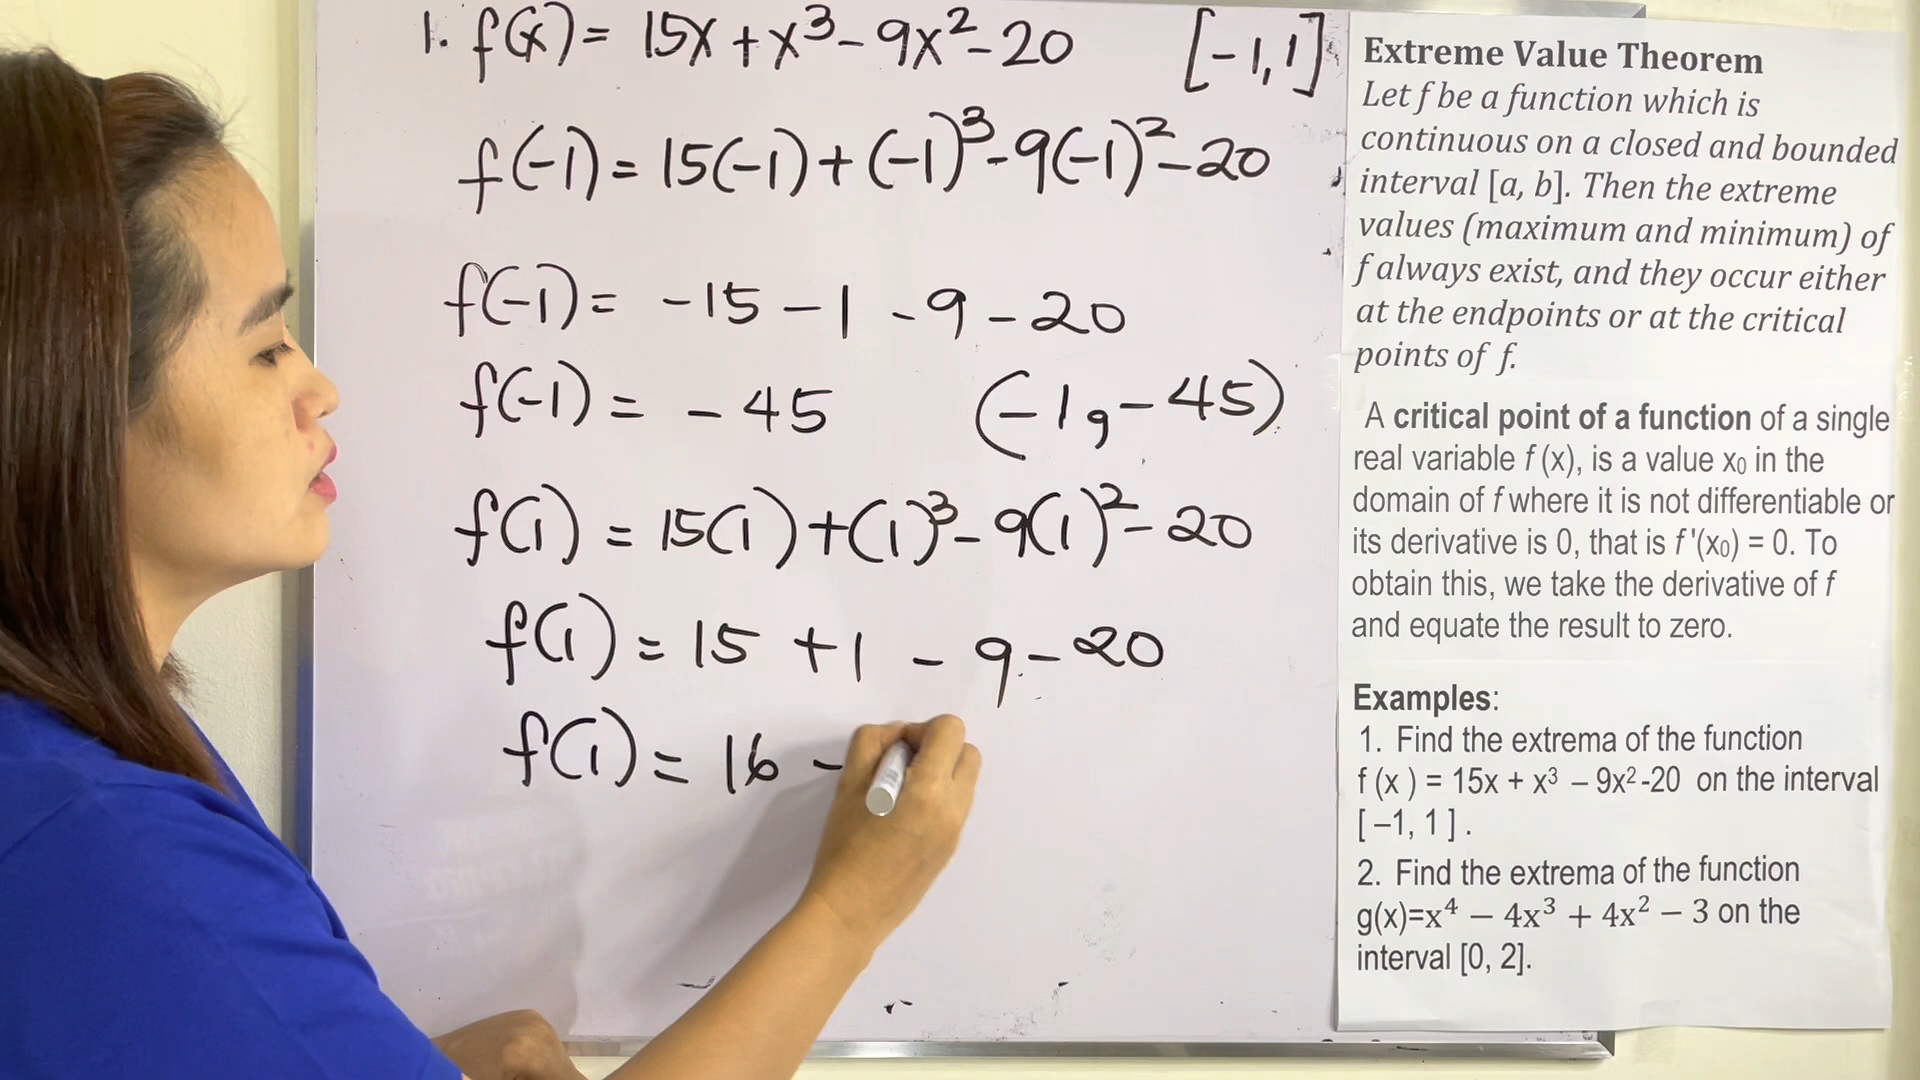 1. f(x) = 15x + x³ - 9x² - 20 [-1, 1]
f(-1) = 15(-1) + (-1)³ - 9(-1)² - 20
f(-1) = -15 - 1 - 9 - 20
f(-1) = - 45 (-1, -45)
f(1) = 15(1) + (1)³ - 9(1)² - 20
f(1) = 15 + 1 - 9 - 20
f(1) = 16 -
Extreme Value Theorem
Let f be a function which is
continuous on a closed and bounded
interval [a, b]. Then the extreme
values (maximum and minimum) of
f always exist, and they occur either
at the endpoints or at the critical
points of f.
A critical point of a function of a single
real variable f (x), is a value x₀ in the
domain of f where it is not differentiable or
its derivative is 0, that is f '(x₀) = 0. To
obtain this, we take the derivative of f
and equate the result to zero.
Examples:
1. Find the extrema of the function
f (x ) = 15x + x³ – 9x² -20 on the interval
[ –1, 1 ] .
2. Find the extrema of the function
g(x)=x⁴ − 4x³ + 4x² − 3 on the
interval [0, 2].